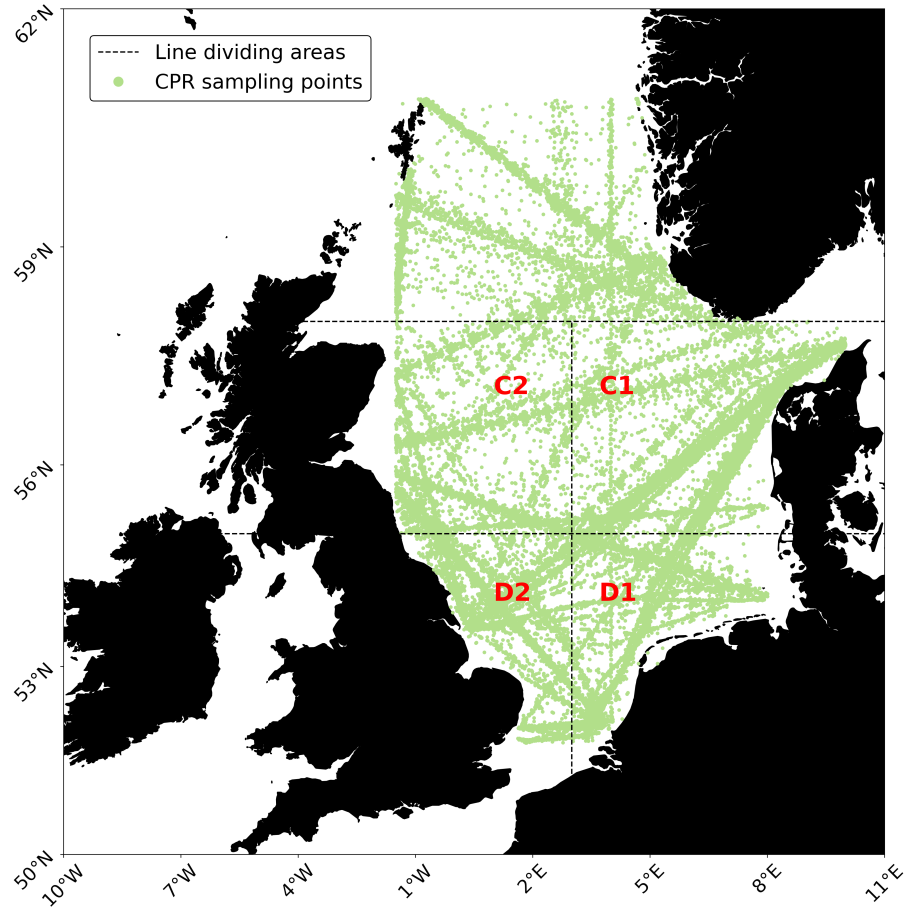 62°N
Line dividing areas
CPR sampling points
59°N
C2 C1
56°N
D2 D1
53°N
50°N
10°W 7°W 4°W 1°W 2°E 5°E 8°E 11°E